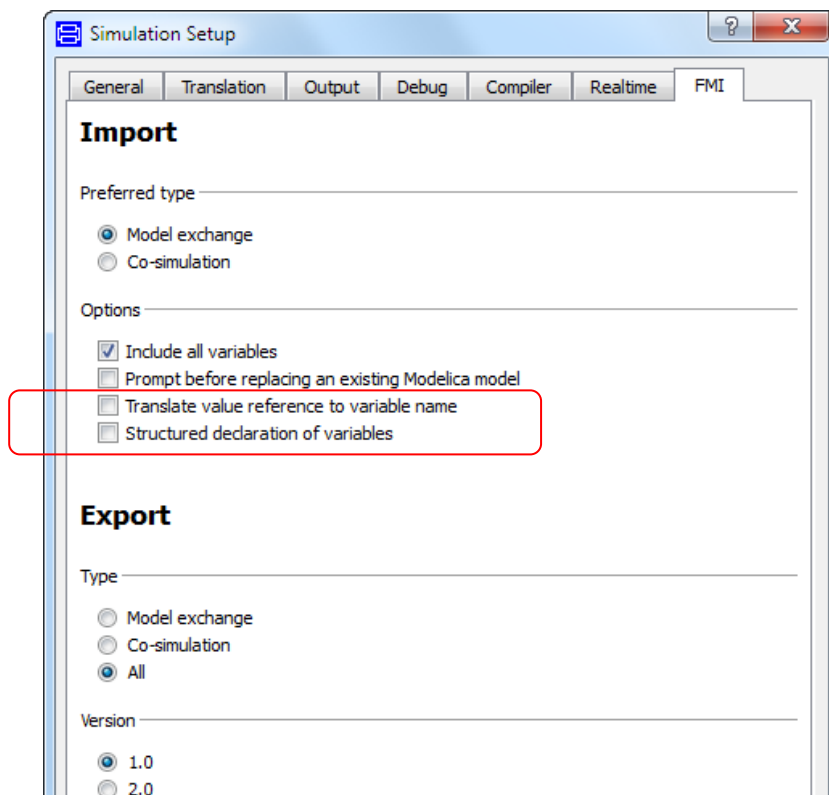 Simulation Setup
General Translation Output Debug Compiler Realtime FMI
Import
Preferred type
Model exchange
Co-simulation
Options
Include all variables
Prompt before replacing an existing Modelica model
Translate value reference to variable name
Structured declaration of variables
Export
Type
Model exchange
Co-simulation
All
Version
1.0
2.0